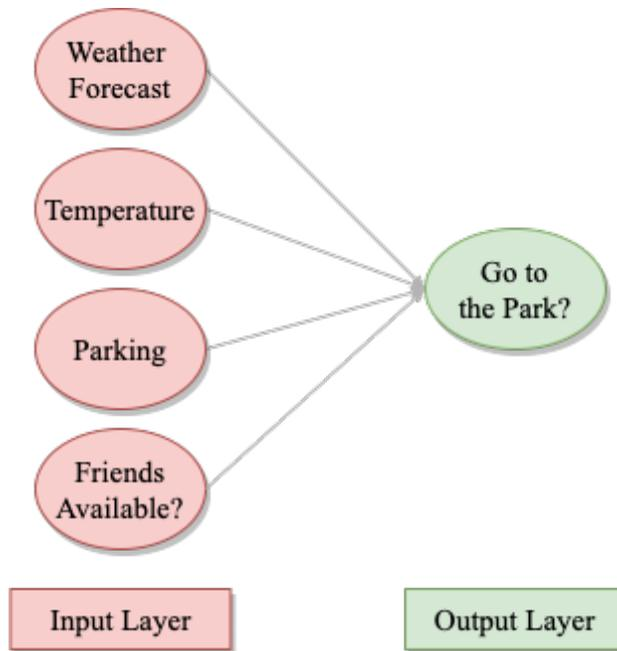 Weather
Forecast
Temperature
Parking
Friends
Available?
Go to
the Park?
Input Layer
Output Layer